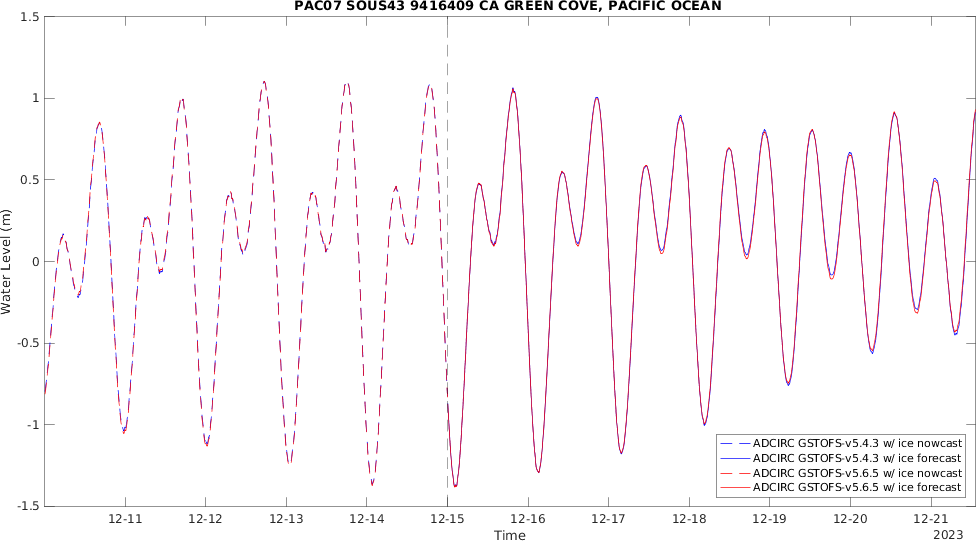 PAC07 SOUS43 9416409 CA GREEN COVE, PACIFIC OCEAN
1.5
1
0.5
0
-0.5
-1
-1.5
Water Level (m)
12-11 12-12 12-13 12-14 12-15 12-16 12-17 12-18 12-19 12-20 12-21
2023
Time
ADCIRC GSTOFS-v5.4.3 w/ ice nowcast
ADCIRC GSTOFS-v5.4.3 w/ ice forecast
ADCIRC GSTOFS-v5.6.5 w/ ice nowcast
ADCIRC GSTOFS-v5.6.5 w/ ice forecast